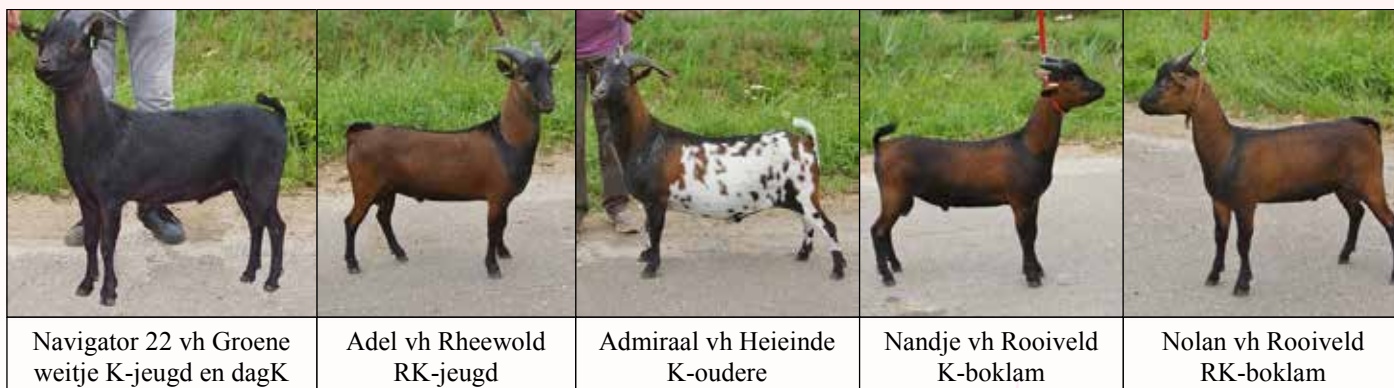 Navigator 22 vh Groene
weitje K-jeugd en dagK
Adel vh Rheewold
RK-jeugd
Admiraal vh Heieinde
K-oudere
Nandje vh Rooiveld
K-boklam
Nolan vh Rooiveld
RK-boklam